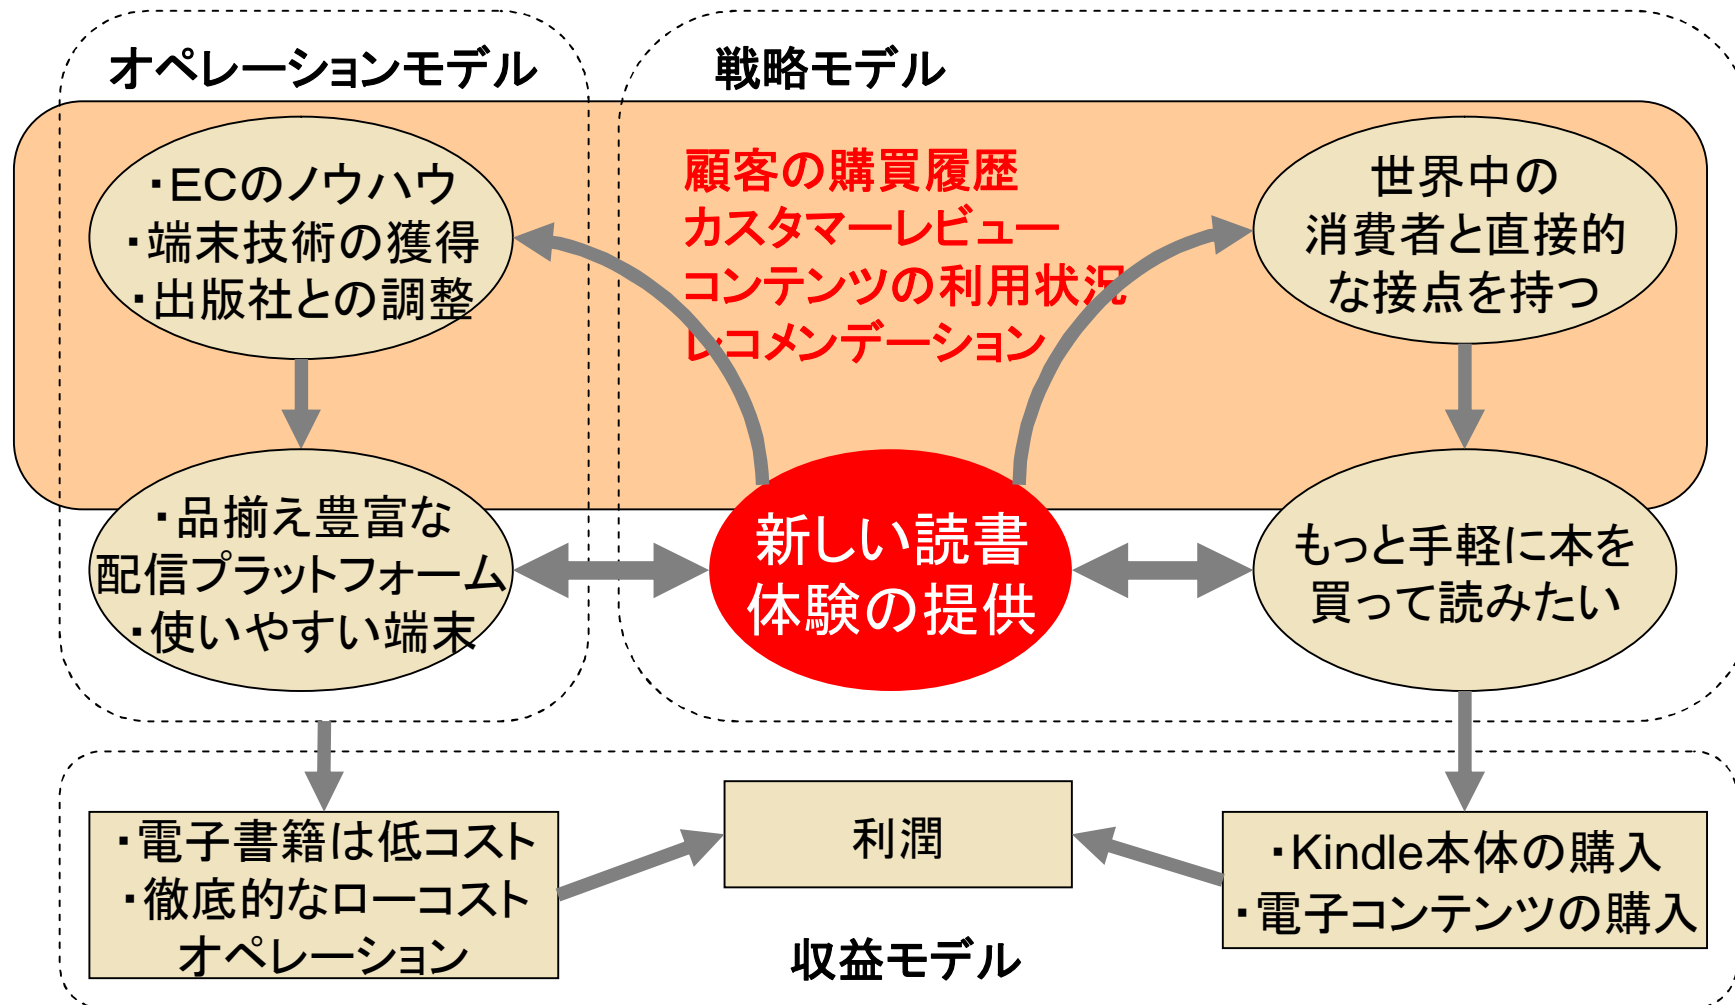 オペレーションモデル
戦略モデル
・ECのノウハウ
・端末技術の獲得
・出版社との調整
顧客の購買履歴
カスタマーレビュー
コンテンツの利用状況
レコメンデーション
世界中の
消費者と直接的
な接点を持つ
・品揃え豊富な
配信プラットフォーム
・使いやすい端末
新しい読書
体験の提供
もっと手軽に本を
買って読みたい
・電子書籍は低コスト
・徹底的なローコスト
オペレーション
利潤
・Kindle本体の購入
・電子コンテンツの購入
収益モデル